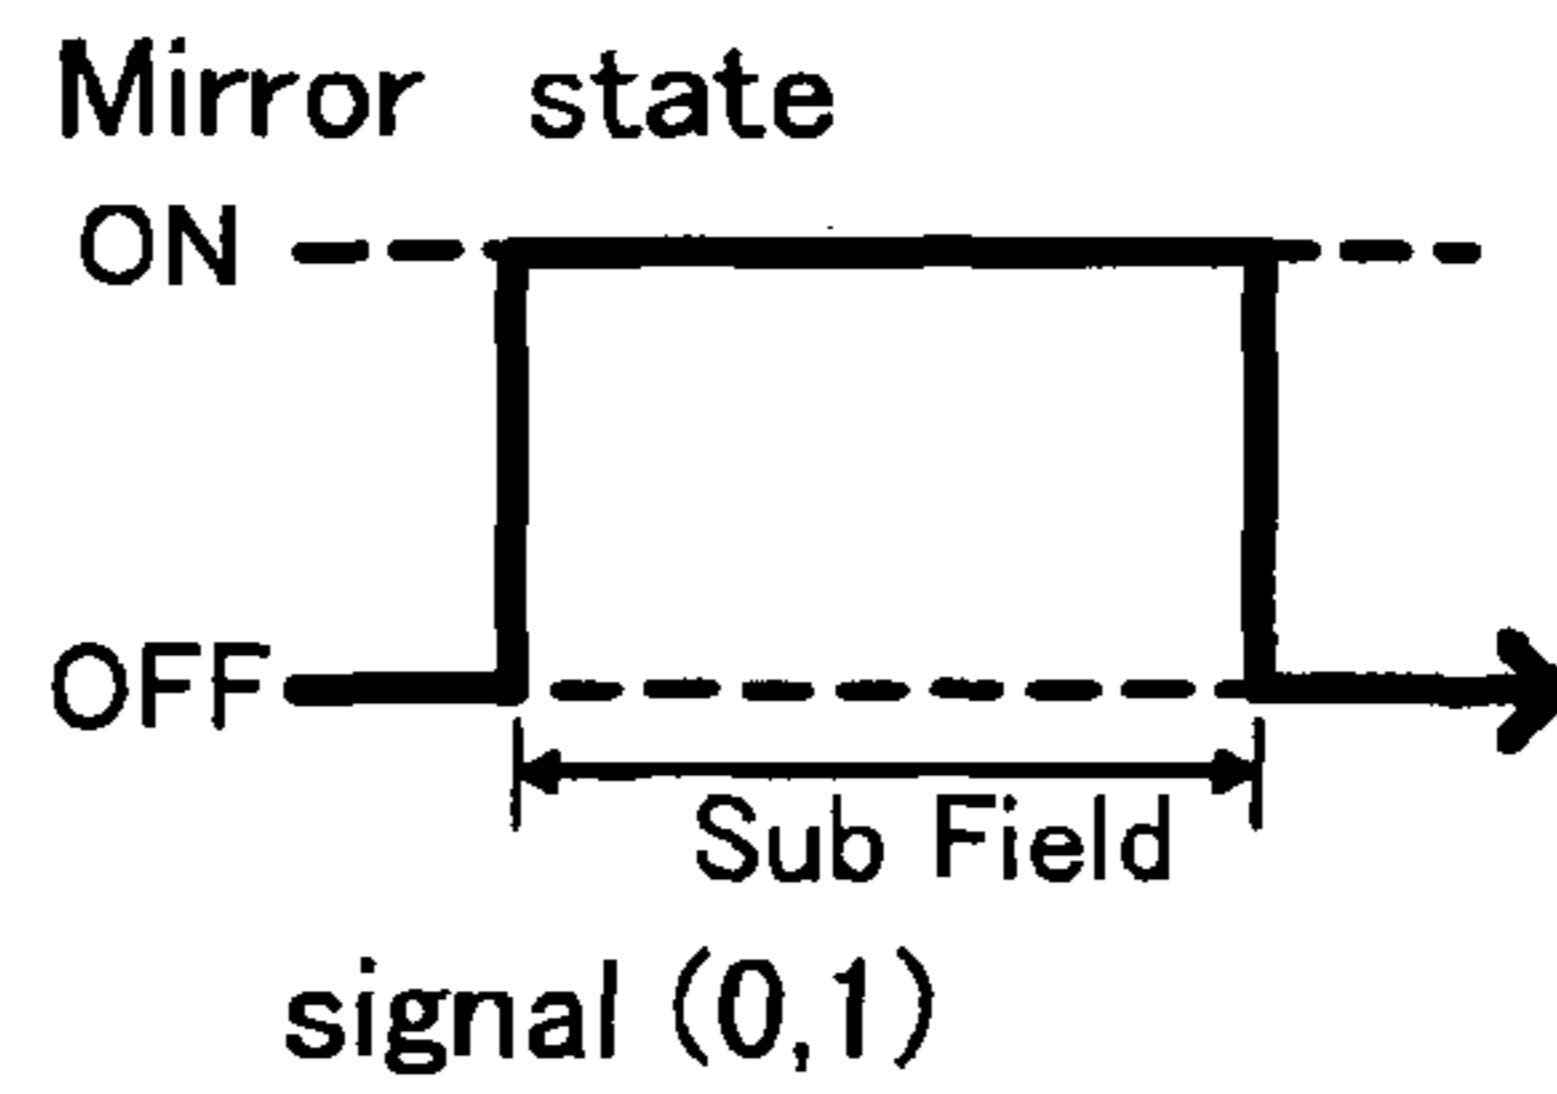 Mirror state
ON
OFF
Sub Field
signal (0,1)